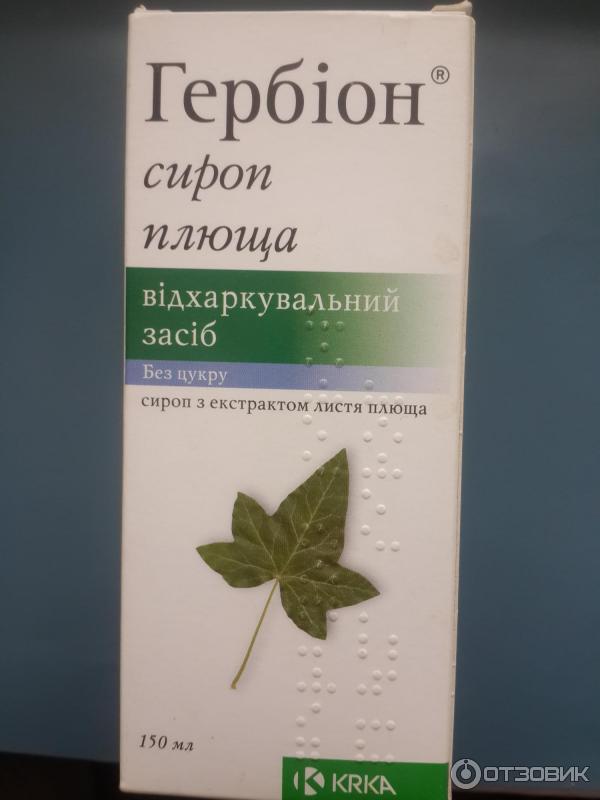 Гербіон®
сироп
плюща
відхаркувальний
засіб
Без цукру
сироп з екстрактом листя плюща
150 мл
KRKA
ОТЗОВИК